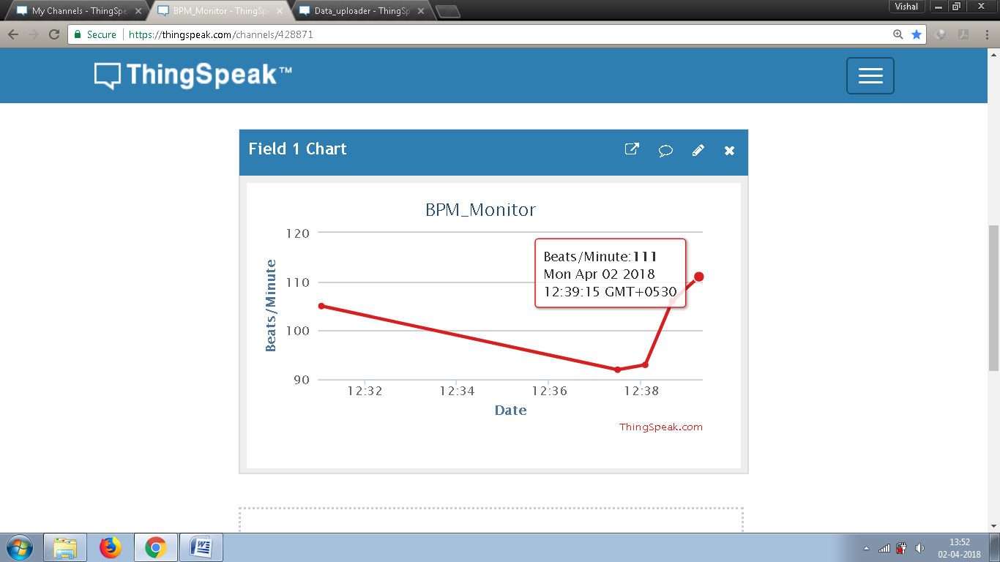 My Channels - ThingSpe
BPM_Monitor - ThingSp
Data_uploader - ThingSp
Vishal
Secure
https://thingspeak.com/channels/428871
ThingSpeak™
Field 1 Chart
BPM_Monitor
Beats/Minute
120
110
100
90
Beats/Minute:111
Mon Apr 02 2018
12:39:15 GMT+0530
12:32
12:34
12:36
12:38
Date
ThingSpeak.com
13:52
02-04-2018